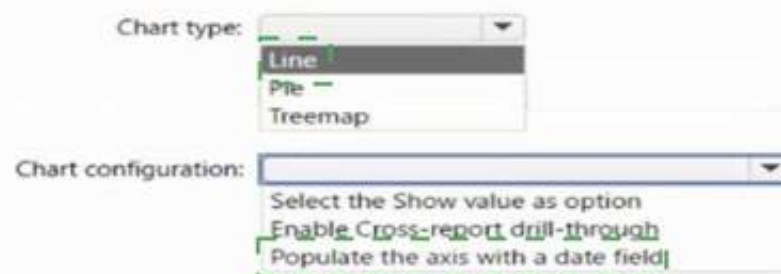 Chart type:
Line
Pie
Treemap
Chart configuration:
Select the Show value as option
Enable Cross-report drill-through
Populate the axis with a date field